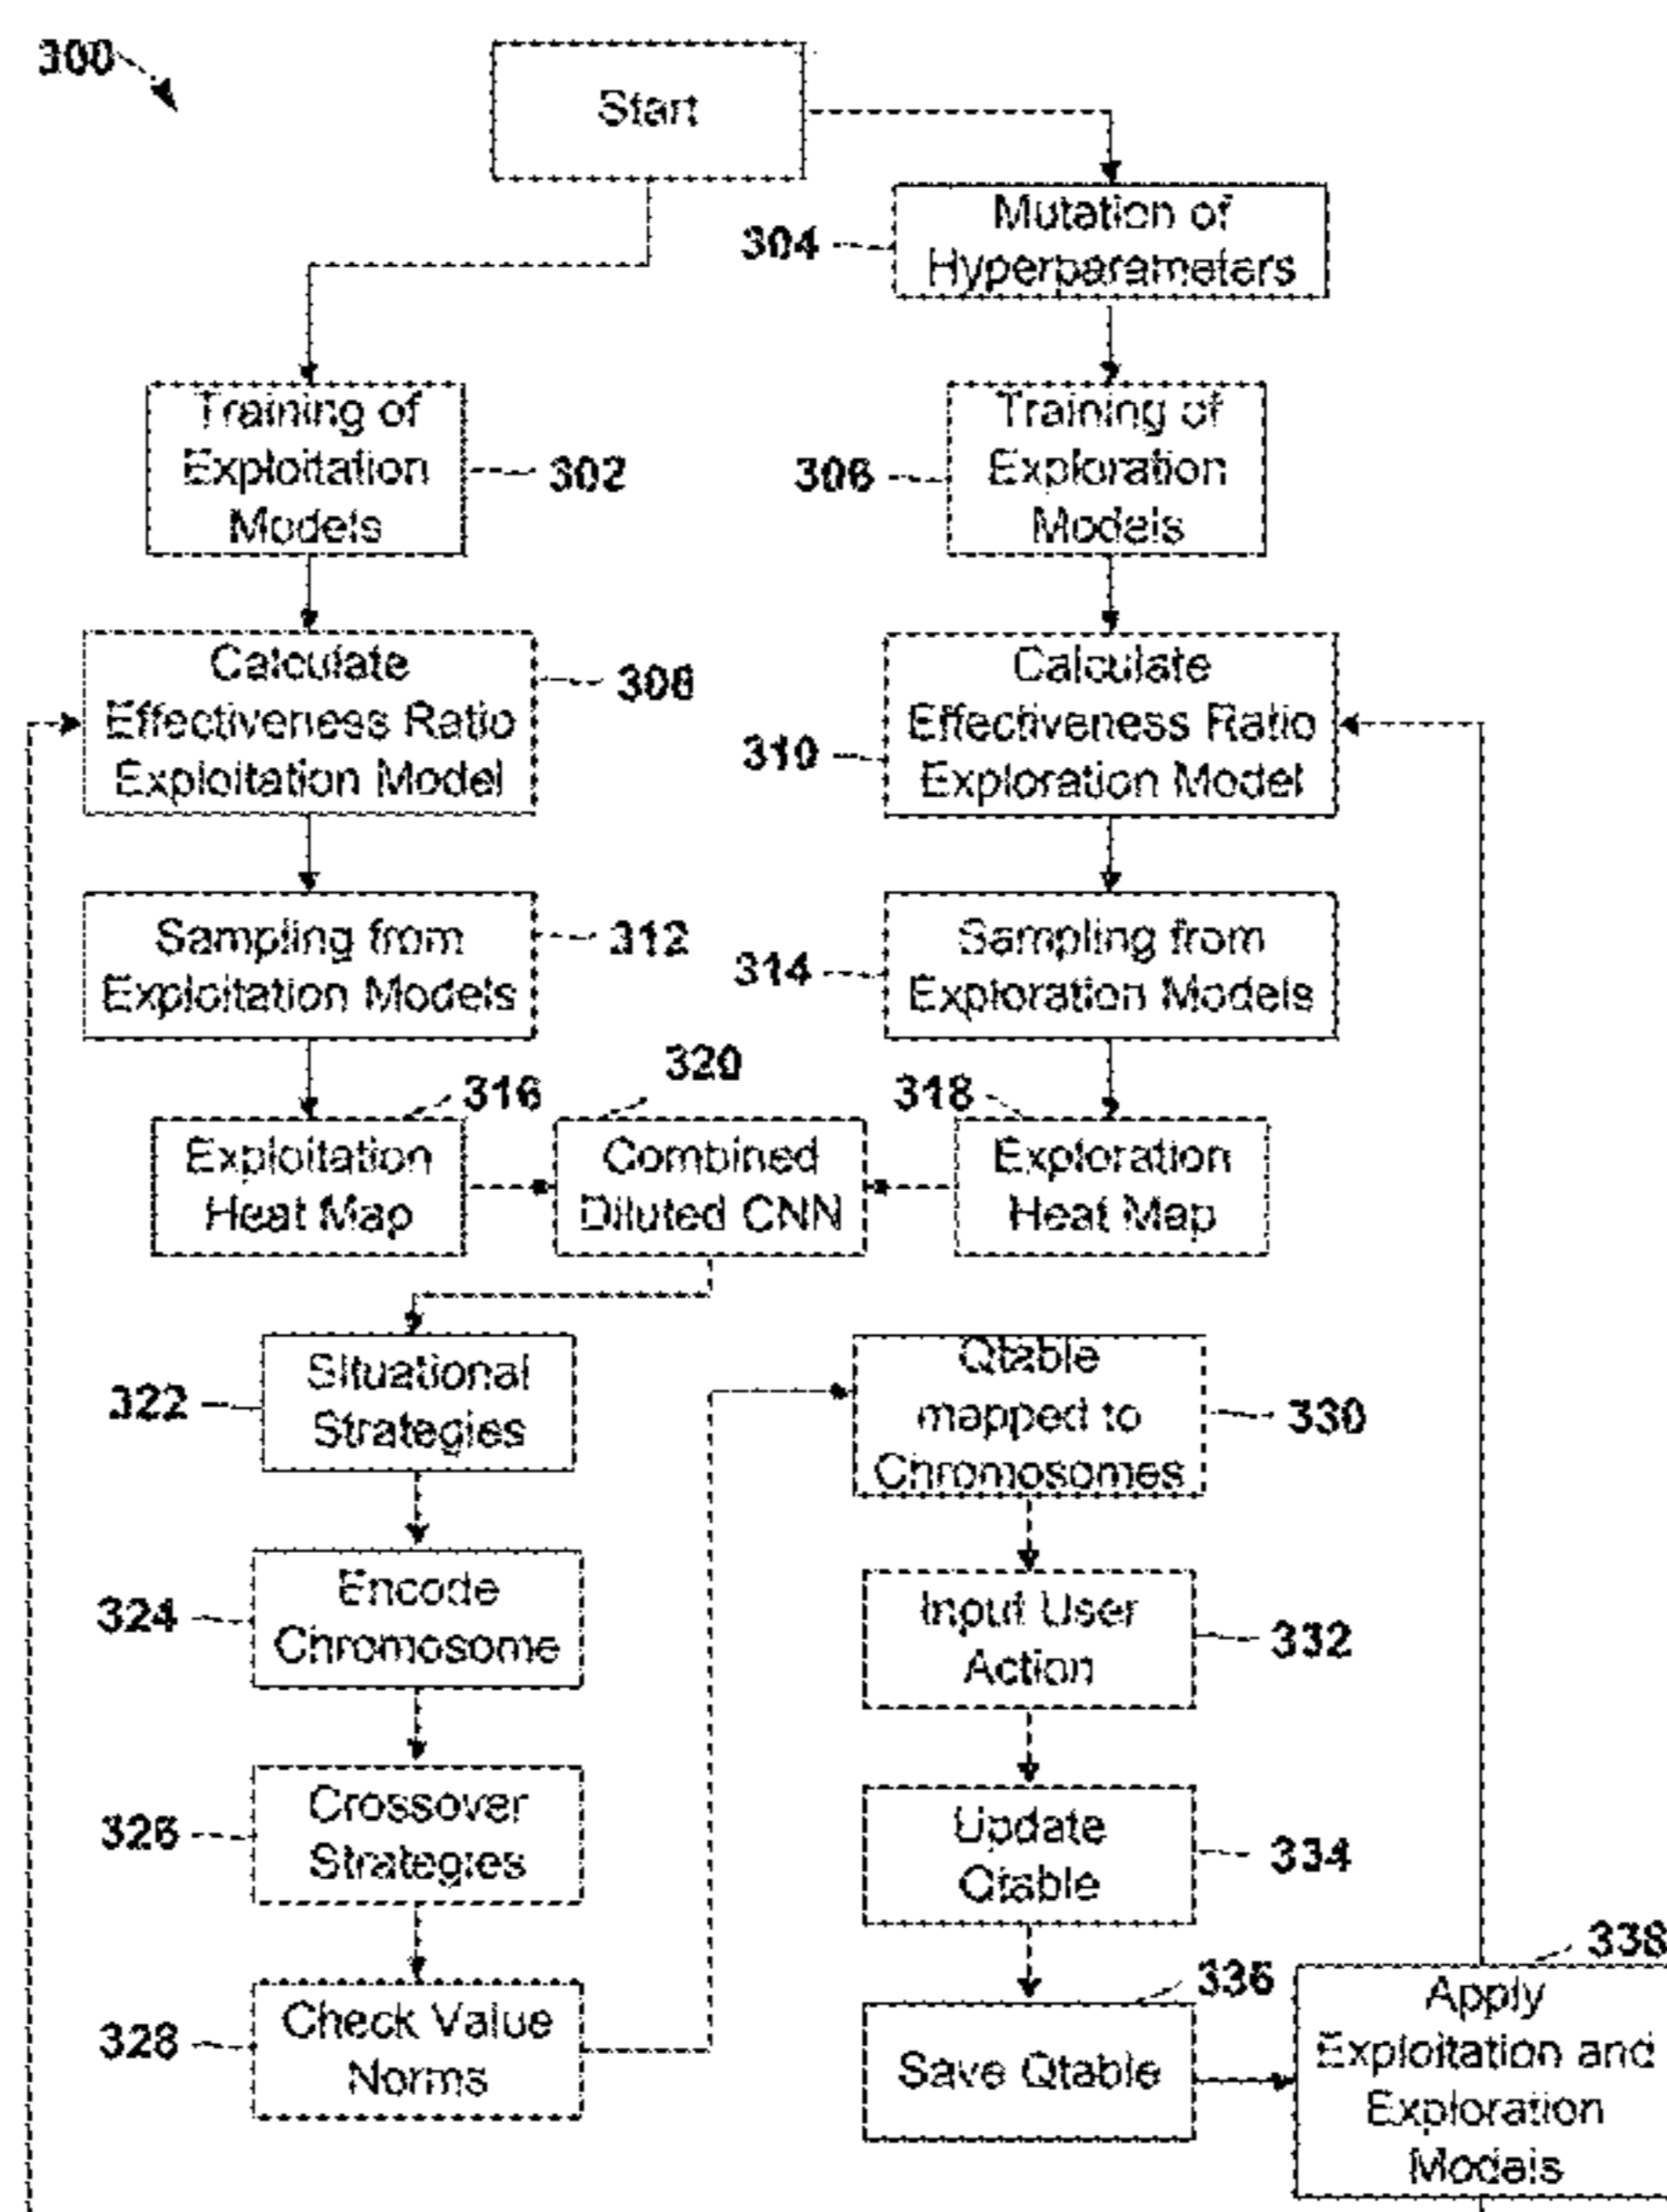 300
Start
304
Mutation of
Hyperparameters
Training of
Exploitation
Models
302
306
Training of
Exploration
Models
Calculate
Effectiveness Ratio
Exploitation Model
308
310
Calculate
Effectiveness Ratio
Exploration Model
Sampling from
Exploitation Models
312
314
Sampling from
Exploration Models
316
320
318
Exploitation
Heat Map
Combined
Diluted CNN
Exploration
Heat Map
322
Situational
Strategies
Qtable
mapped to
Chromosomes
330
324
Encode
Chromosome
Input User
Action
332
326
Crossover
Strategies
Update
Qtable
334
328
Check Value
Norms
336
Save Qtable
338
Apply
Exploitation and
Exploration
Models